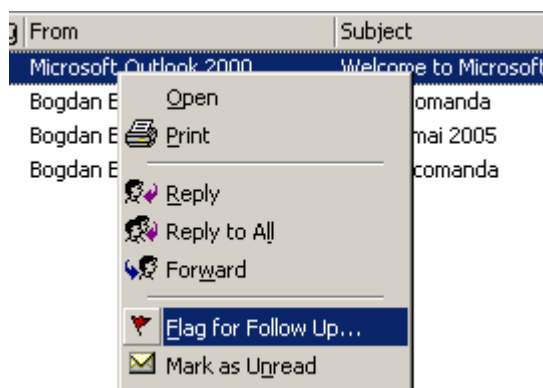 From Subject
Microsoft Outlook 2000 Welcome to Microsoft
Bogdan Open omanda
Bogdan Print mai 2005
Bogdan comanda
Reply
Reply to All
Forward
Flag for Follow Up...
Mark as Unread